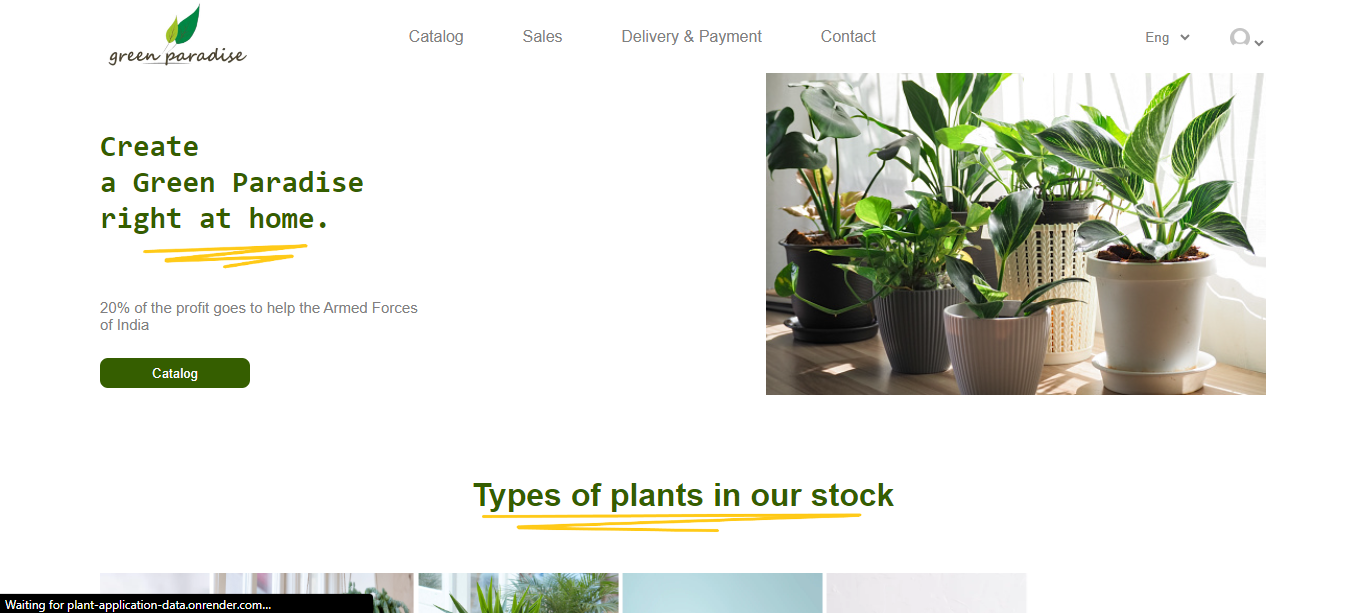 green paradise
Catalog
Sales
Delivery & Payment
Contact
Eng
Create
a Green Paradise
right at home.
20% of the profit goes to help the Armed Forces
of India
Catalog
Types of plants in our stock
Waiting for plant-application-data.onrender.com...